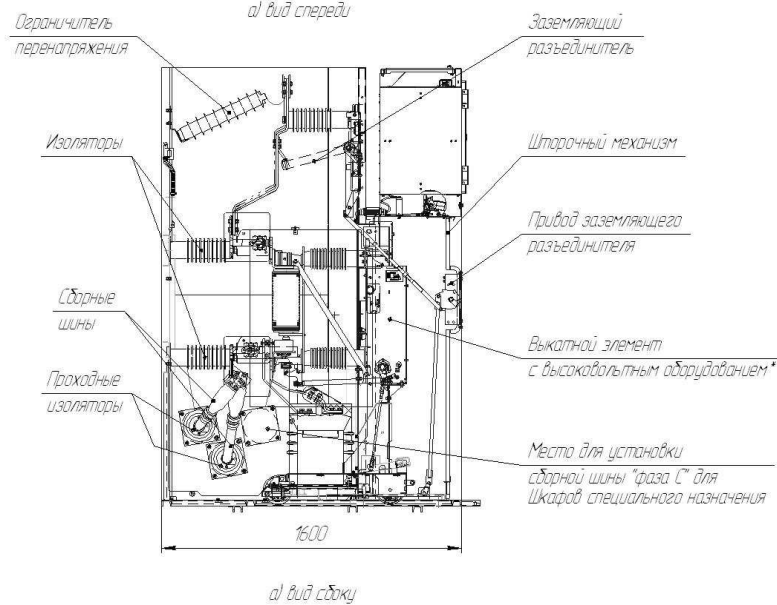 а) вид спереди
Ограничитель
перенапряжения
Заземляющий
разъединитель
Изоляторы
Шторочный механизм
Привод заземляющего
разъединителя
Сборные
шины
Выкатной элемент
с высоковольтным оборудованием*
Проходные
изоляторы
Место для установки
сборной шины "фаза С" для
Шкафов специального назначения
1600
а) вид сбоку